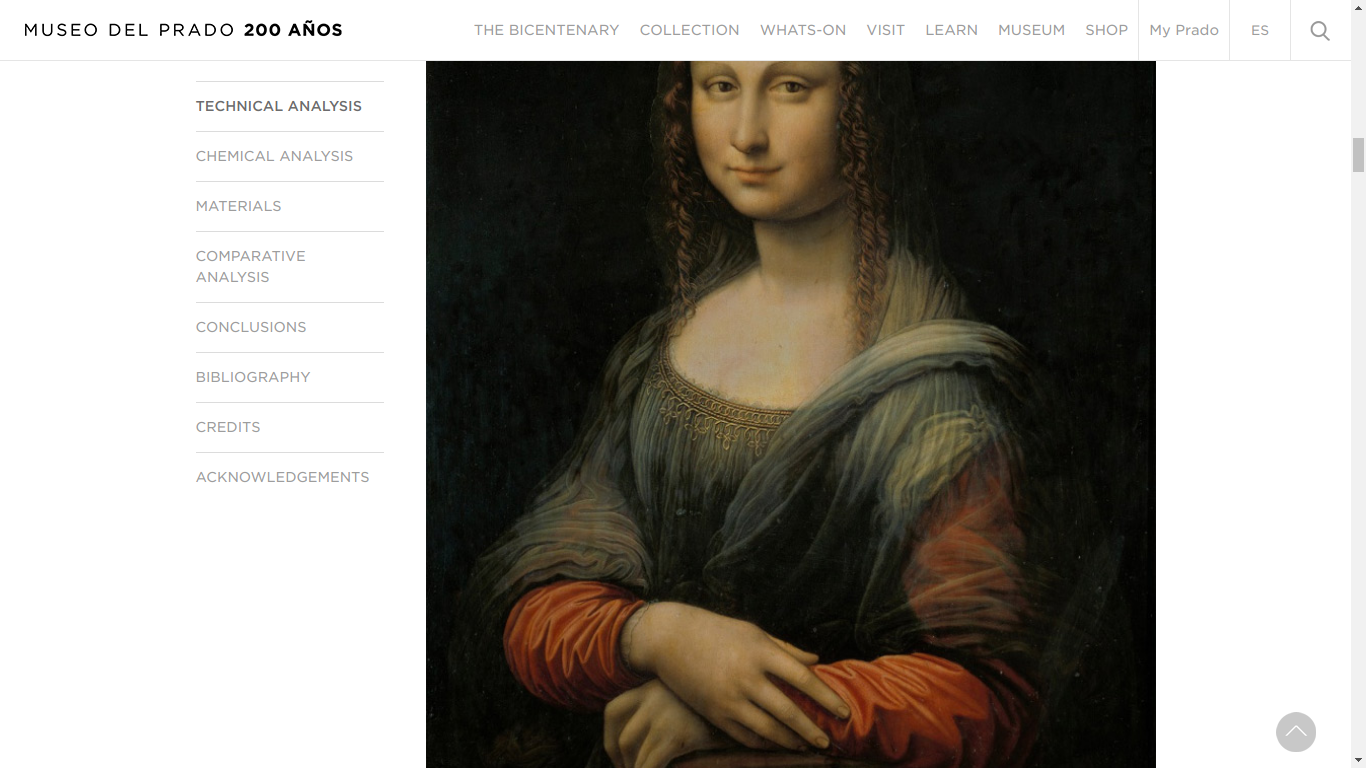 MUSEO DEL PRADO 200 AÑOS
THE BICENTENARY COLLECTION WHATS-ON VISIT LEARN MUSEUM SHOP My Prado ES
TECHNICAL ANALYSIS
CHEMICAL ANALYSIS
MATERIALS
COMPARATIVE
ANALYSIS
CONCLUSIONS
BIBLIOGRAPHY
CREDITS
ACKNOWLEDGEMENTS